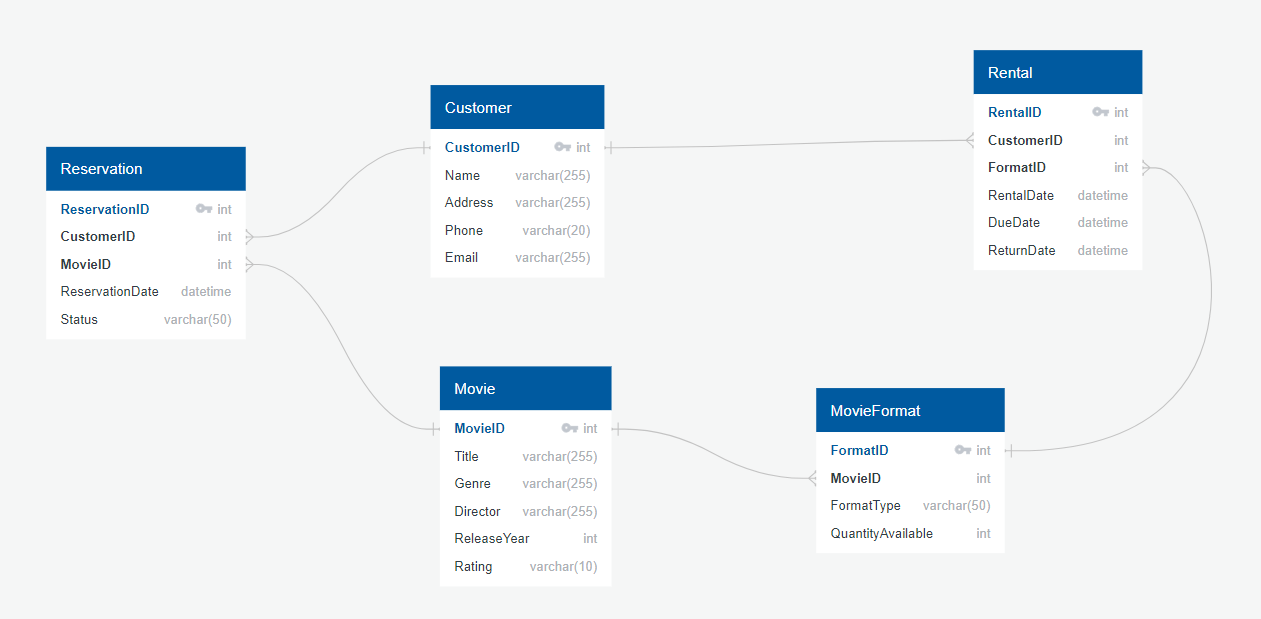 Reservation
ReservationID int
CustomerID int
MovieID int
ReservationDate datetime
Status varchar(50)
Customer
CustomerID int
Name varchar(255)
Address varchar(255)
Phone varchar(20)
Email varchar(255)
Rental
RentalID int
CustomerID int
FormatID int
RentalDate datetime
DueDate datetime
ReturnDate datetime
Movie
MovieID int
Title varchar(255)
Genre varchar(255)
Director varchar(255)
ReleaseYear int
Rating varchar(10)
MovieFormat
FormatID int
MovieID int
FormatType varchar(50)
QuantityAvailable int